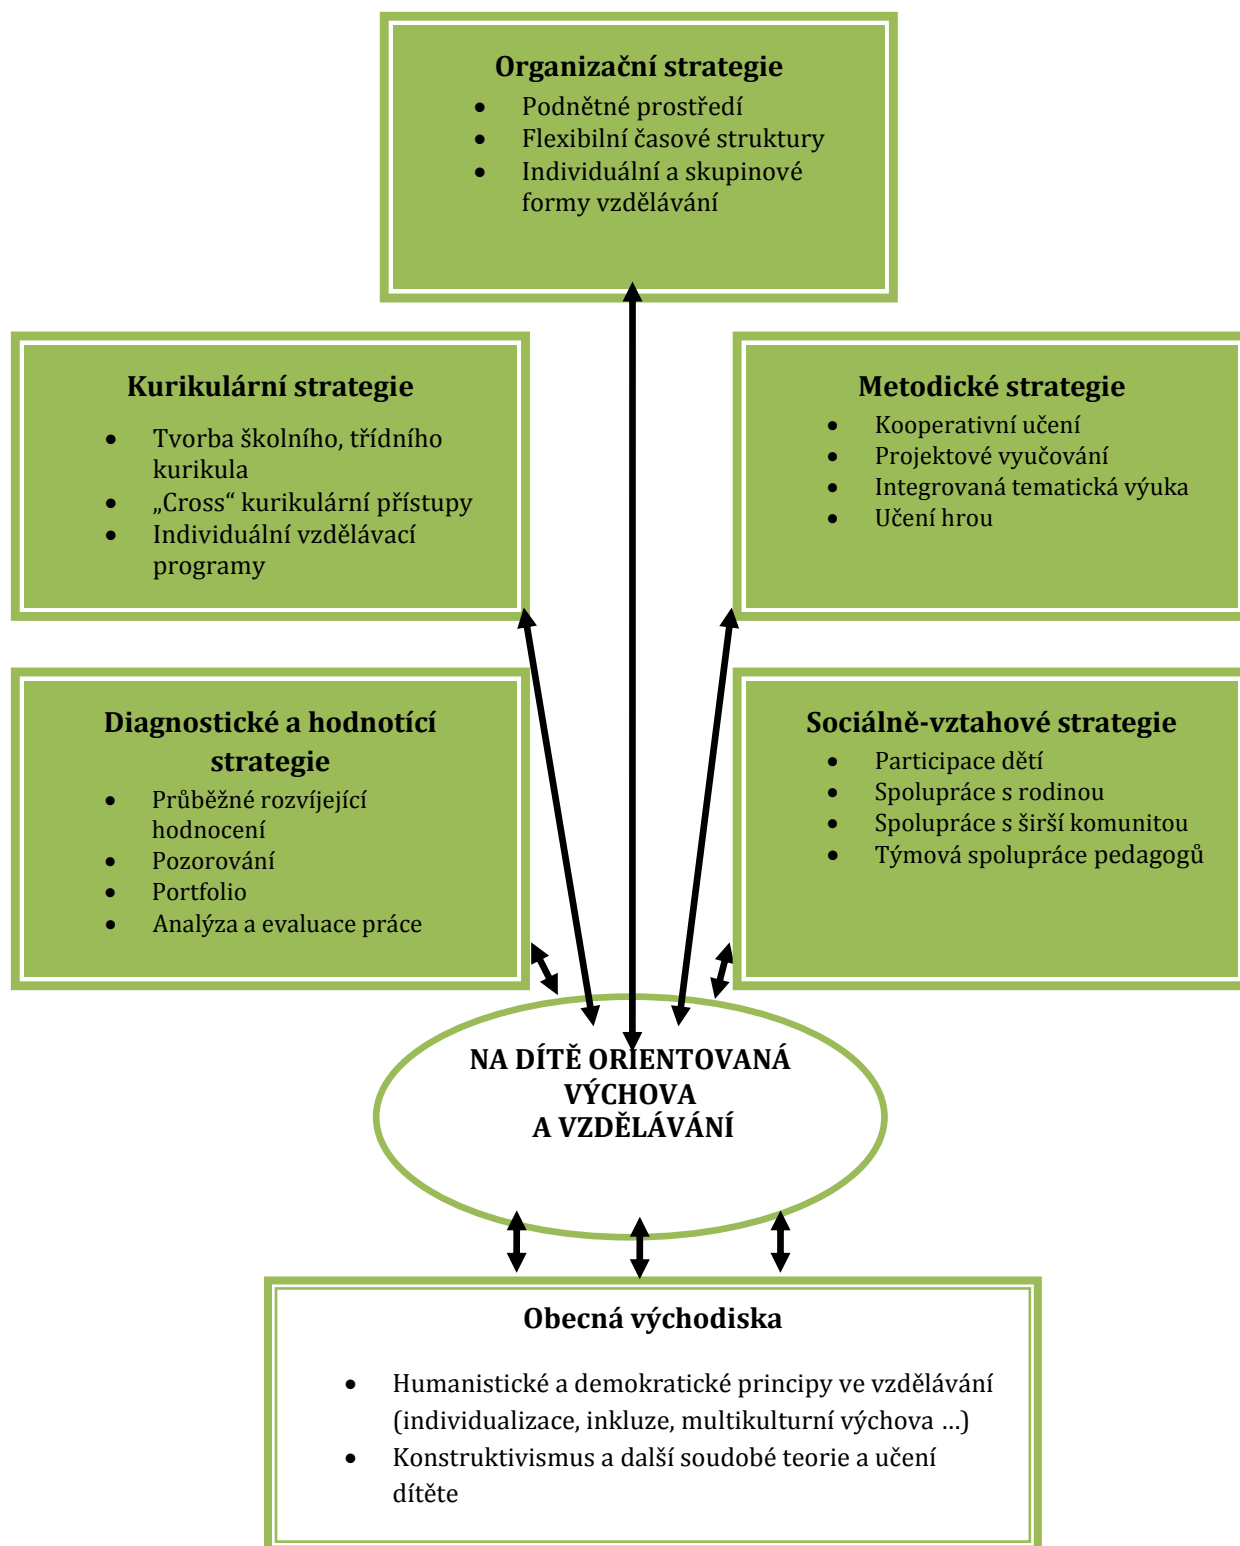 Organizační strategie
• Podnětné prostředí
• Flexibilní časové struktury
• Individuální a skupinové
formy vzdělávání
Kurikulární strategie
• Tvorba školního, třídního
kurikula
• „Cross“ kurikulární přístupy
• Individuální vzdělávací
programy
Metodické strategie
• Kooperativní učení
• Projektové vyučování
• Integrovaná tematická výuka
• Učení hrou
Diagnostické a hodnotící
strategie
• Průběžné rozvíjející
hodnocení
• Pozorování
• Portfolio
• Analýza a evaluace práce
Sociálně-vztahové strategie
• Participace dětí
• Spolupráce s rodinou
• Spolupráce s širší komunitou
• Týmová spolupráce pedagogů
NA DÍTĚ ORIENTOVANÁ
VÝCHOVA
A VZDĚLÁVÁNÍ
Obecná východiska
• Humanistické a demokratické principy ve vzdělávání
(individualizace, inkluze, multikulturní výchova …)
• Konstruktivismus a další soudobé teorie a učení
dítěte